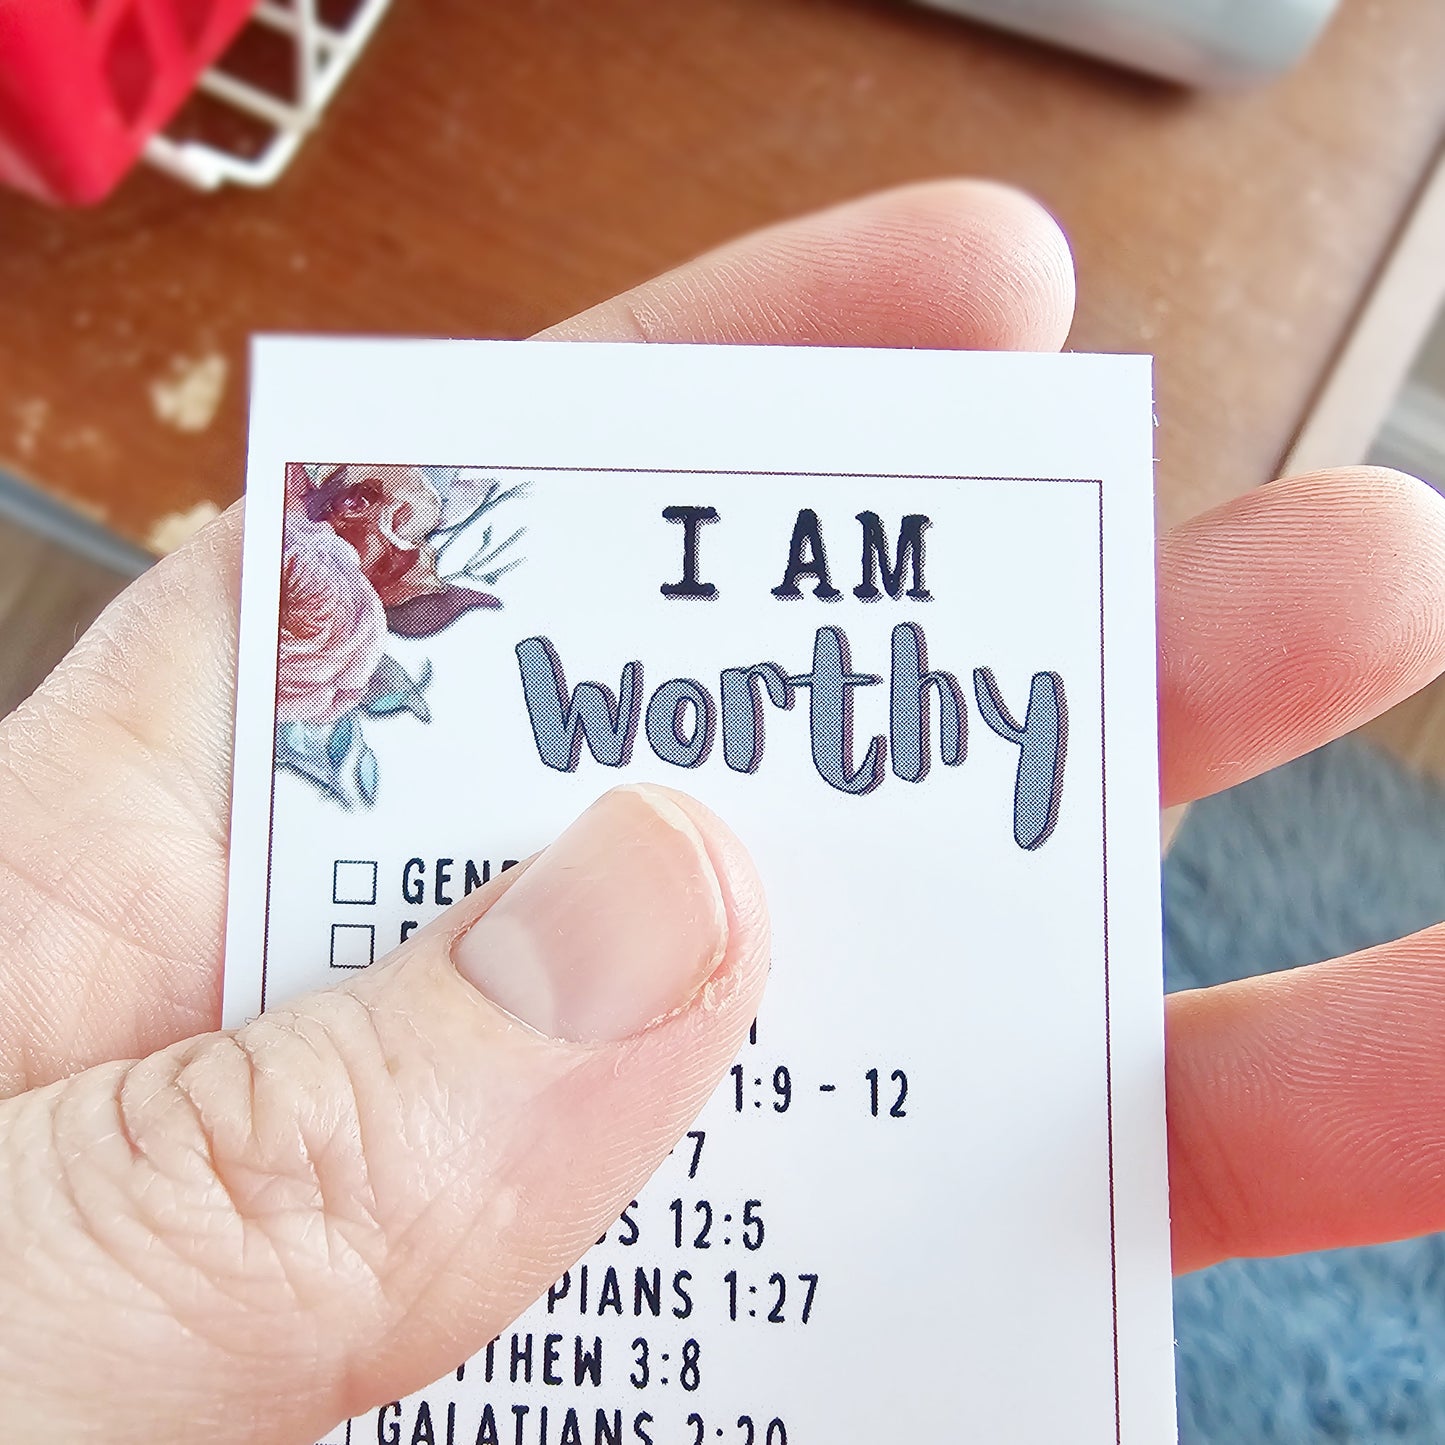 I AM
worthy
GEN
1:9 - 12
7
S 12:5
PIANS 1:27
THEW 3:8
GALATIANS 2:20